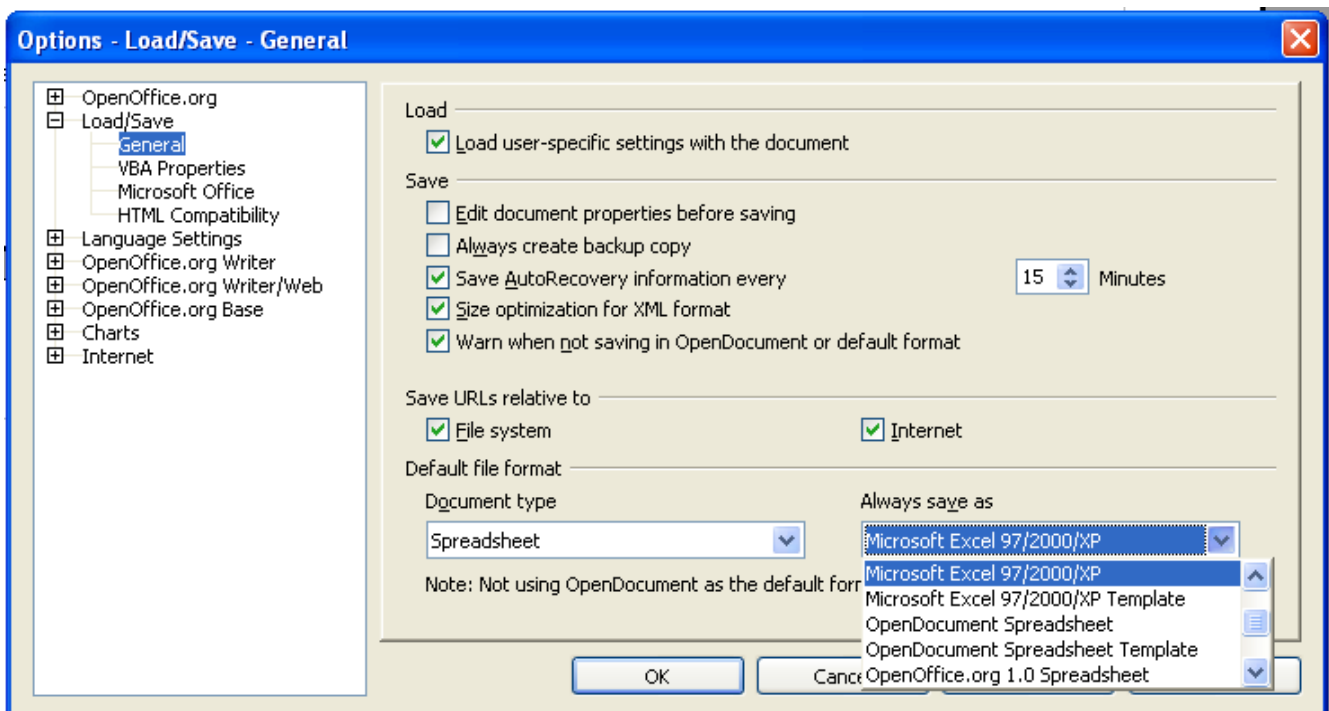 Options - Load/Save - General
OpenOffice.org
Load/Save
General
VBA Properties
Microsoft Office
HTML Compatibility
Language Settings
OpenOffice.org Writer
OpenOffice.org Writer/Web
OpenOffice.org Base
Charts
Internet
Load
Load user-specific settings with the document
Save
Edit document properties before saving
Always create backup copy
Save AutoRecovery information every 15 Minutes
Size optimization for XML format
Warn when not saving in OpenDocument or default format
Save URLs relative to
File system Internet
Default file format
Document type Always save as
Spreadsheet Microsoft Excel 97/2000/XP
Note: Not using OpenDocument as the default
Microsoft Excel 97/2000/XP
Microsoft Excel 97/2000/XP Template
OpenDocument Spreadsheet
OpenDocument Spreadsheet Template
OpenOffice.org 1.0 Spreadsheet
OK